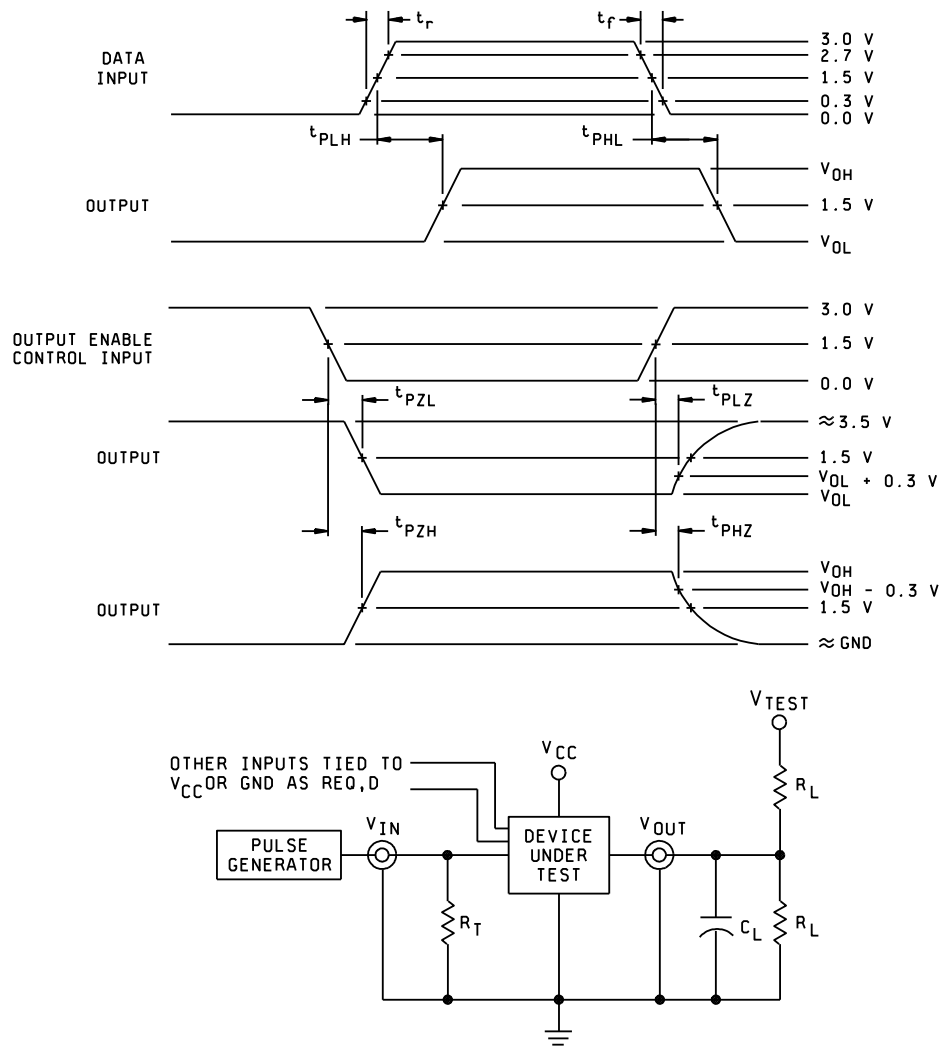 tr
tf
DATA
INPUT
3.0 V
2.7 V
1.5 V
0.3 V
0.0 V
tPLH
tPHL
OUTPUT
VOH
1.5 V
VOL
OUTPUT ENABLE
CONTROL INPUT
3.0 V
1.5 V
0.0 V
tPZL
tPLZ
OUTPUT
≈3.5 V
1.5 V
VOL + 0.3 V
VOL
tPZH
tPHZ
OUTPUT
VOH
VOH - 0.3 V
1.5 V
≈GND
VTEST
RL
VCC
OTHER INPUTS TIED TO
VCC OR GND AS REQ,D
PULSE
GENERATOR
VIN
DEVICE
UNDER
TEST
VOUT
RT
CL
RL